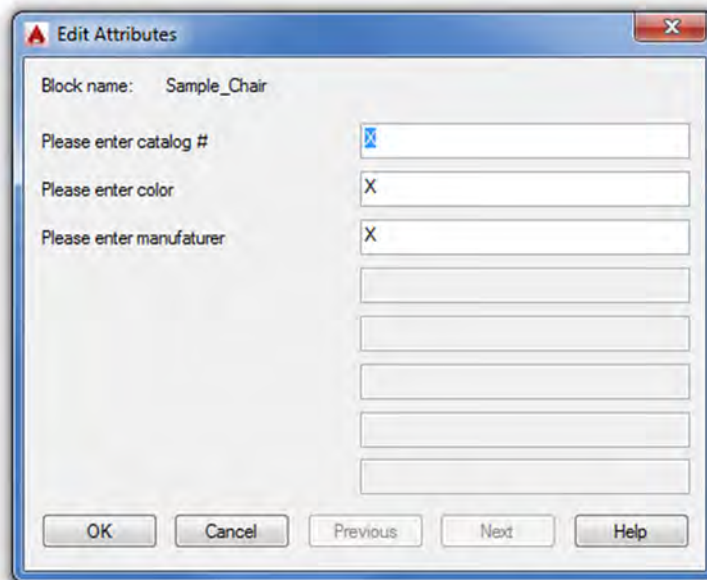 Edit Attributes
Block name: Sample_Chair
Please enter catalog # X
Please enter color X
Please enter manufaturer X
OK Cancel Previous Next Help